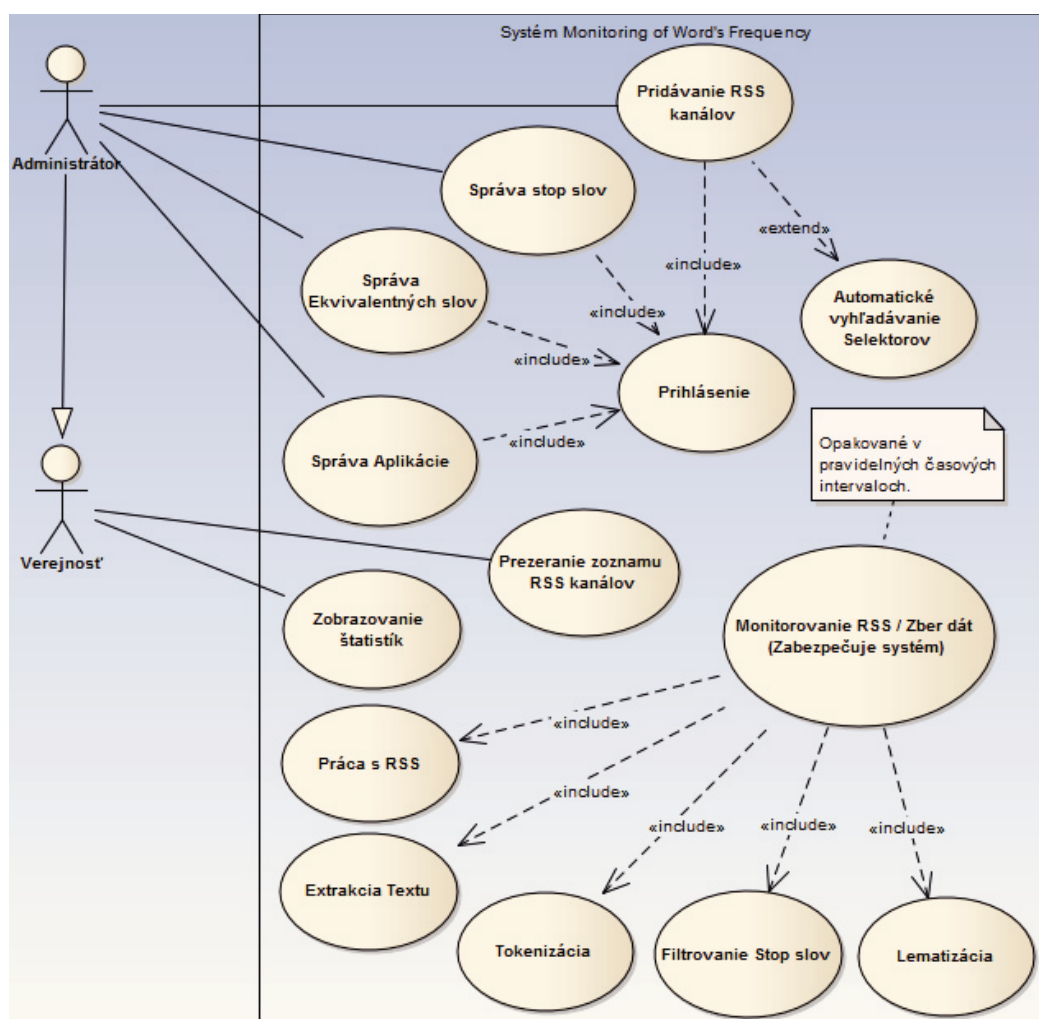 Systém Monitoring of Word's Frequency
Pridávanie RSS
kanálov
Administrátor
Správa stop slov
«extend»
«include»
Správa
Ekvivalentných slov
Automatické
vyhľadávanie
Selektorov
«include»
«include»
Prihlásenie
«include»
Správa Aplikácie
Opakované v
pravidelných časových
intervaloch.
Verejnosť
Prezeranie zoznamu
RSS kanálov
Zobrazovanie
štatistík
Monitorovanie RSS / Zber dát
(Zabezpečuje systém)
«include»
Práca s RSS
«include»
«include»
«include»
«include»
Extrakcia Textu
Tokenizácia
Filtrovanie Stop slov
Lematizácia